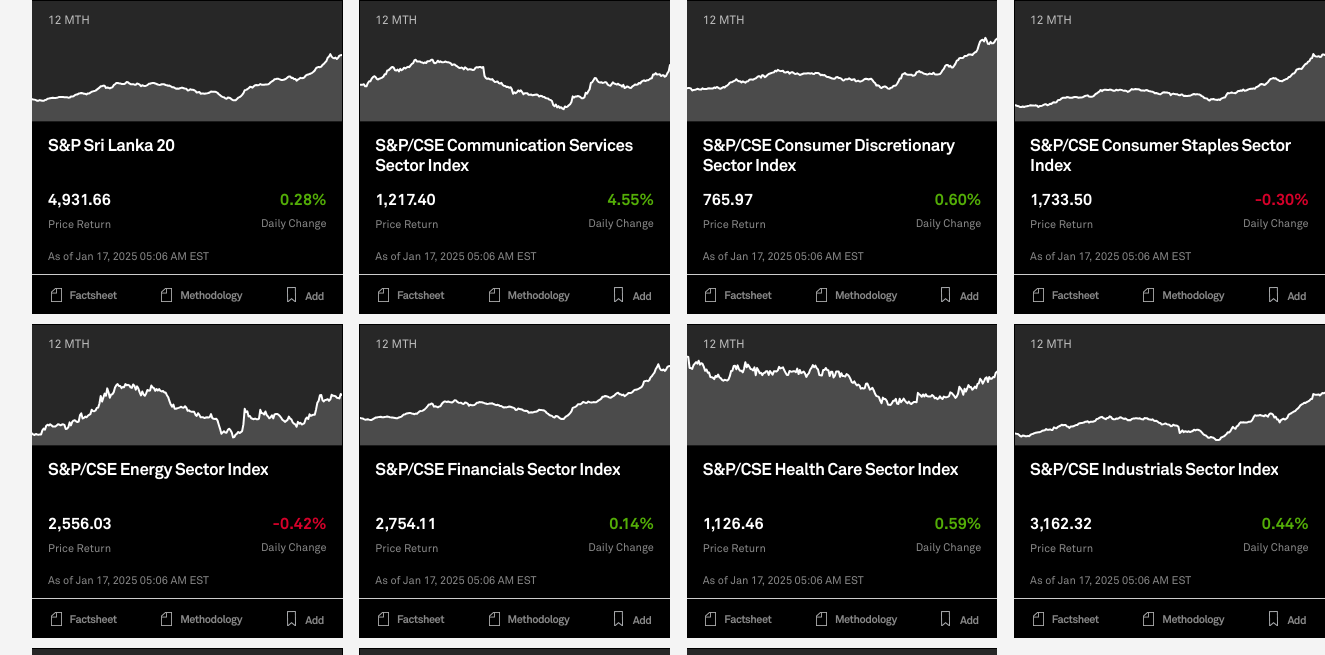 12 MTH
S&P Sri Lanka 20
4,931.66
0.28%
Price Return
Daily Change
As of Jan 17, 2025 05:06 AM EST
Factsheet
Methodology
Add
12 MTH
S&P/CSE Communication Services
Sector Index
1,217.40
4.55%
Price Return
Daily Change
As of Jan 17, 2025 05:06 AM EST
Factsheet
Methodology
Add
12 MTH
S&P/CSE Consumer Discretionary
Sector Index
765.97
0.60%
Price Return
Daily Change
As of Jan 17, 2025 05:06 AM EST
Factsheet
Methodology
Add
12 MTH
S&P/CSE Consumer Staples Sector
Index
1,733.50
-0.30%
Price Return
Daily Change
As of Jan 17, 2025 05:06 AM EST
Factsheet
Methodology
Add
12 MTH
S&P/CSE Energy Sector Index
2,556.03
-0.42%
Price Return
Daily Change
As of Jan 17, 2025 05:06 AM EST
Factsheet
Methodology
Add
12 MTH
S&P/CSE Financials Sector Index
2,754.11
0.14%
Price Return
Daily Change
As of Jan 17, 2025 05:06 AM EST
Factsheet
Methodology
Add
12 MTH
S&P/CSE Health Care Sector Index
1,126.46
0.59%
Price Return
Daily Change
As of Jan 17, 2025 05:06 AM EST
Factsheet
Methodology
Add
12 MTH
S&P/CSE Industrials Sector Index
3,162.32
0.44%
Price Return
Daily Change
As of Jan 17, 2025 05:06 AM EST
Factsheet
Methodology
Add